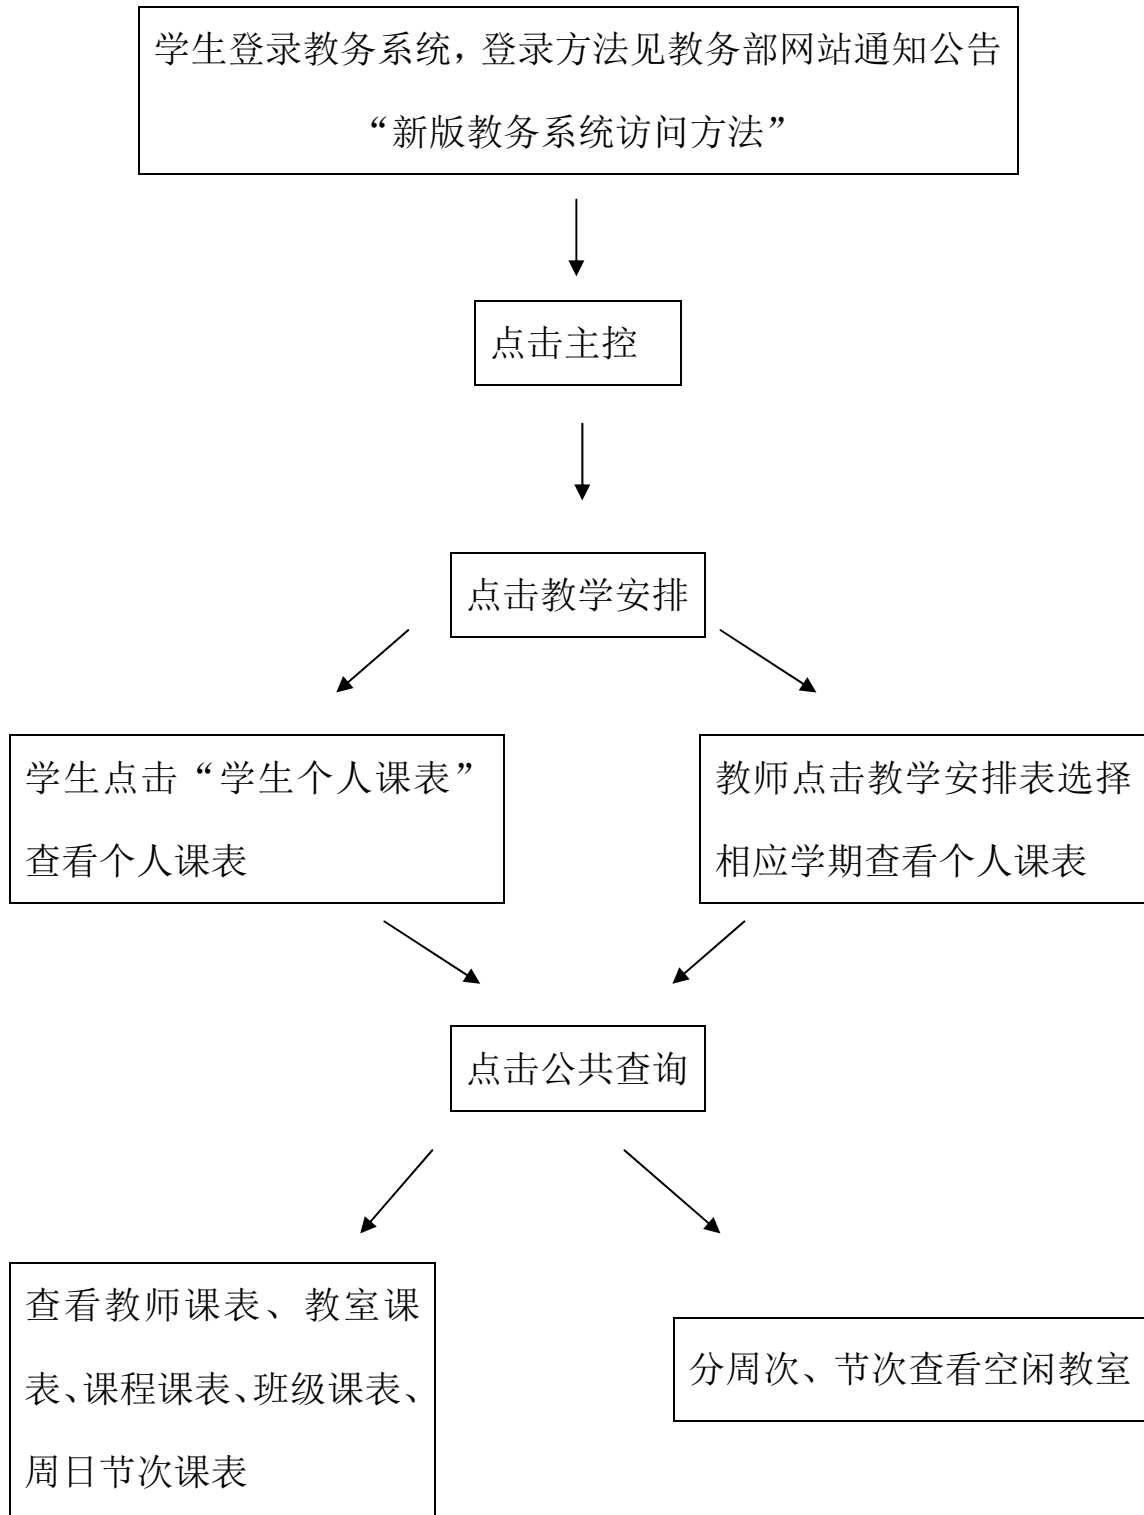 学生登录教务系统，登录方法见教务部网站通知公告
“新版教务系统访问方法”
点击主控
点击教学安排
学生点击“学生个人课表”
查看个人课表
教师点击教学安排表选择
相应学期查看个人课表
点击公共查询
查看教师课表、教室课
表、课程课表、班级课表、
周日节次课表
分周次、节次查看空闲教室